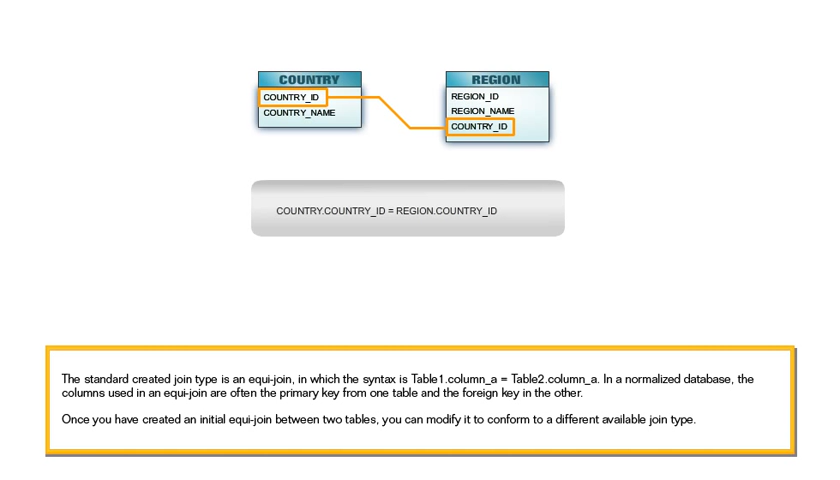 COUNTRY
COUNTRY_ID
COUNTRY_NAME
REGION
REGION_ID
REGION_NAME
COUNTRY_ID
COUNTRY.COUNTRY_ID = REGION.COUNTRY_ID
The standard created join type is an equi-join, in which the syntax is Table1.column_a = Table2.column_a. In a normalized database, the
columns used in an equi-join are often the primary key from one table and the foreign key in the other.
Once you have created an initial equi-join between two tables, you can modify it to conform to a different available join type.